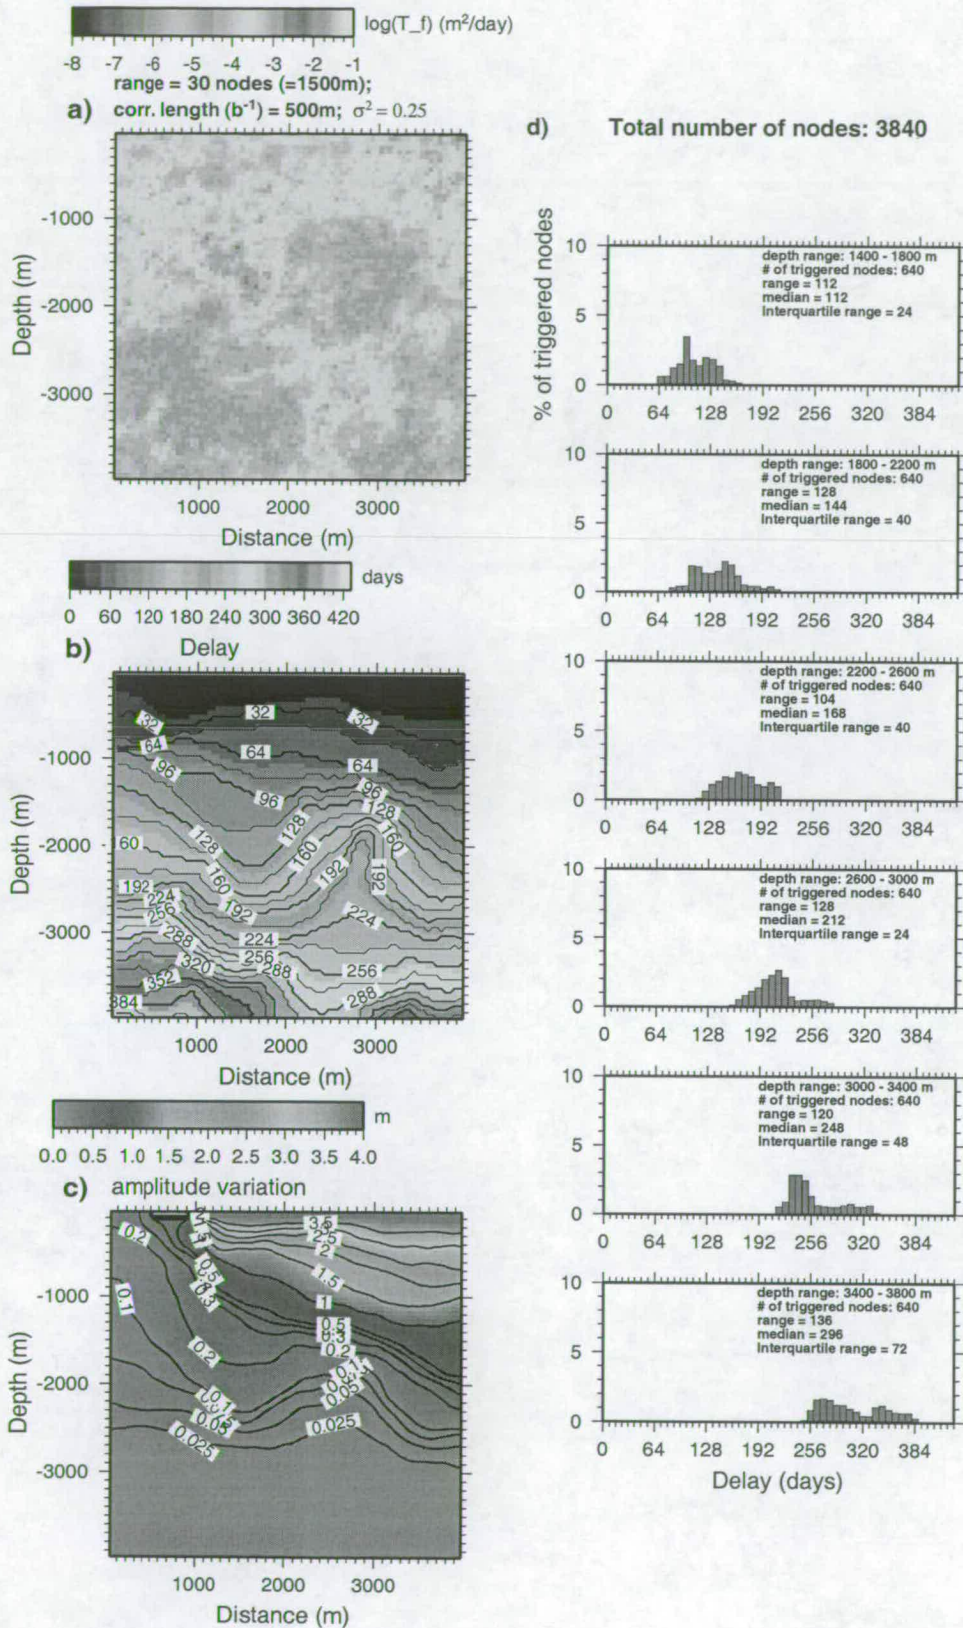 log(T_f) (m²/day)
-8 -7 -6 -5 -4 -3 -2 -1
range = 30 nodes (=1500m);
a) corr. length (b⁻¹) = 500m; σ² = 0.25
-1000
-2000
-3000
Depth (m)
1000 2000 3000
Distance (m)
days
0 60 120 180 240 300 360 420
b) Delay
32 32 32
64 64 64
96 96 96
128 128 128
160 160 160
192 192 192 192
224 224 224
256 256 256
288 288 288
320
352
384
-1000
-2000
-3000
Depth (m)
1000 2000 3000
Distance (m)
m
0.0 0.5 1.0 1.5 2.0 2.5 3.0 3.5 4.0
c) amplitude variation
0.2 3.5
2.5
2
0.1 0.5 1.5
0.3 1
0.5
0.3
0.2 0.2
0.1 0.1
0.05 0.05
0.025 0.025
-1000
-2000
-3000
Depth (m)
1000 2000 3000
Distance (m)
d) Total number of nodes: 3840
% of triggered nodes
10
5
0
depth range: 1400 - 1800 m
# of triggered nodes: 640
range = 112
median = 112
Interquartile range = 24
0 64 128 192 256 320 384
10
5
0
depth range: 1800 - 2200 m
# of triggered nodes: 640
range = 128
median = 144
Interquartile range = 40
0 64 128 192 256 320 384
10
5
0
depth range: 2200 - 2600 m
# of triggered nodes: 640
range = 104
median = 168
Interquartile range = 40
0 64 128 192 256 320 384
10
5
0
depth range: 2600 - 3000 m
# of triggered nodes: 640
range = 128
median = 212
Interquartile range = 24
0 64 128 192 256 320 384
10
5
0
depth range: 3000 - 3400 m
# of triggered nodes: 640
range = 120
median = 248
Interquartile range = 48
0 64 128 192 256 320 384
10
5
0
depth range: 3400 - 3800 m
# of triggered nodes: 640
range = 136
median = 296
Interquartile range = 72
0 64 128 192 256 320 384
Delay (days)